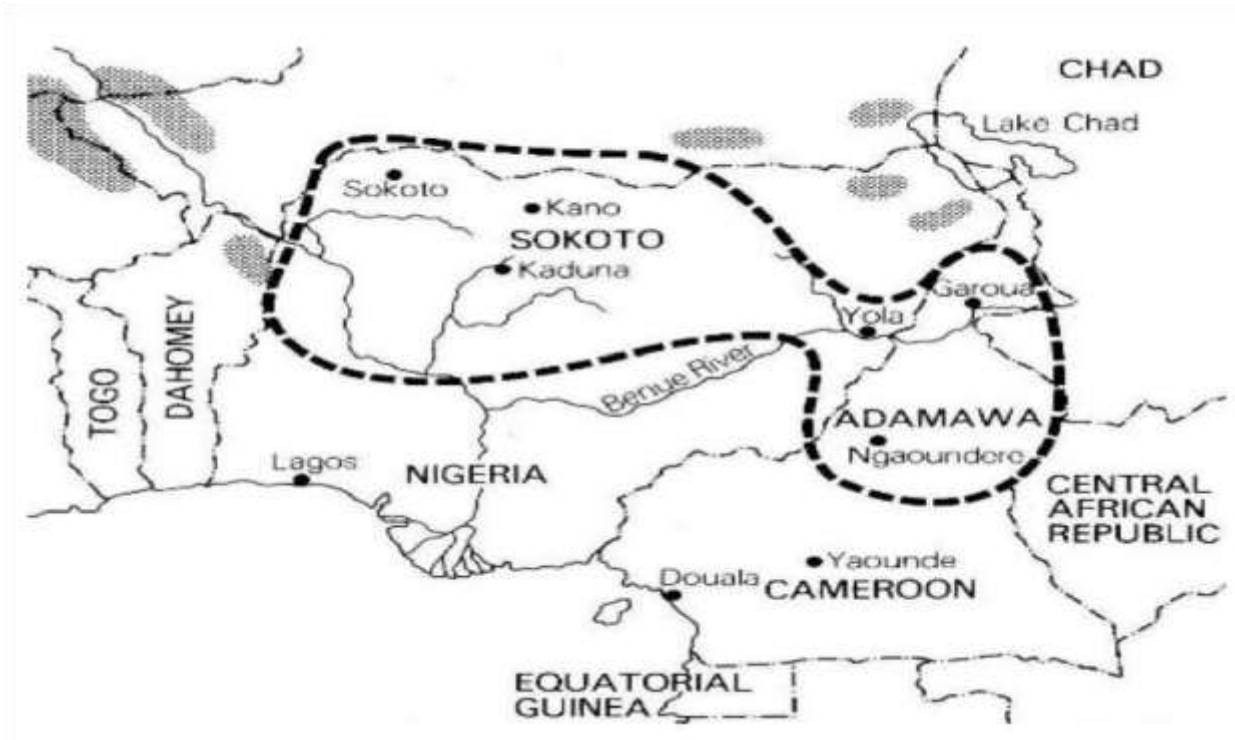 CHAD
Lake Chad
Sokoto
Kano
SOKOTO
Kaduna
Garoua
Yola
TOGO
DAHOMEY
Benue River
ADAMAWA
Ngaoundere
Lagos
NIGERIA
CENTRAL
AFRICAN
REPUBLIC
Yaounde
Douala
CAMEROON
EQUATORIAL
GUINEA